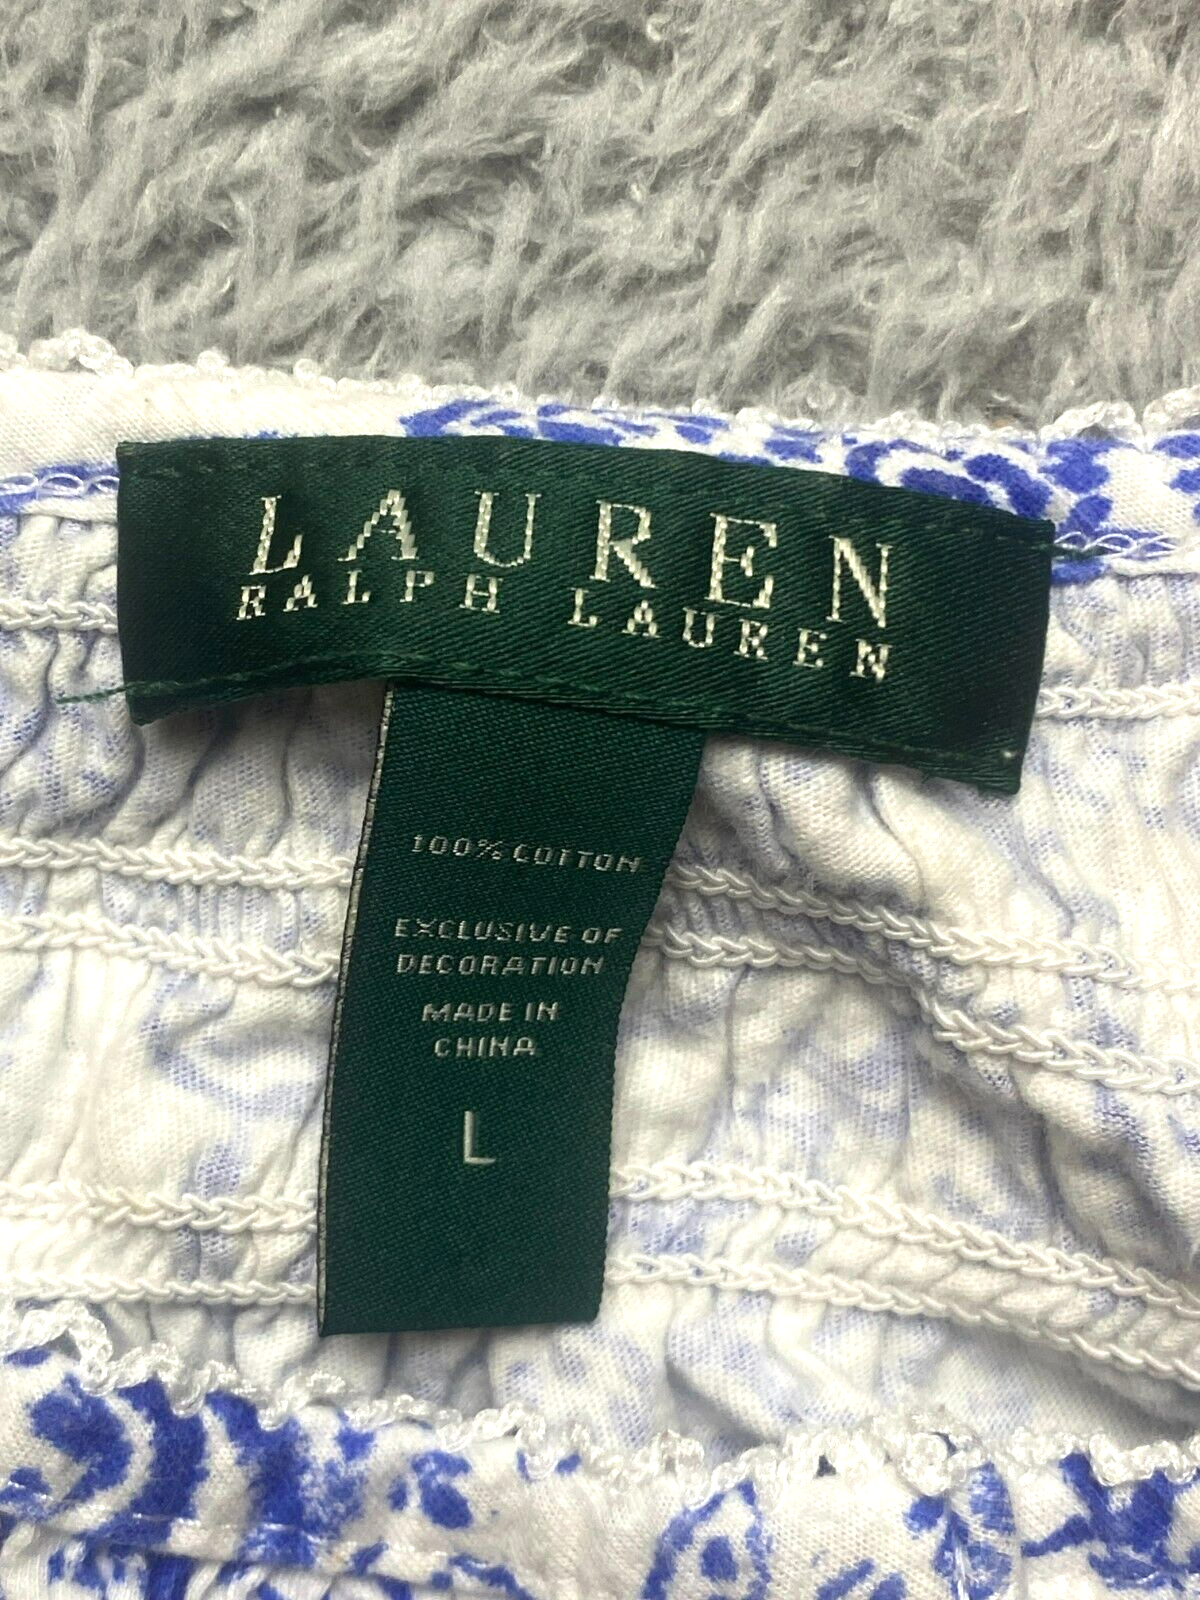 LAUREN
RALPH LAUREN
100% COTTON
EXCLUSIVE OF
DECORATION
MADE IN
CHINA
L